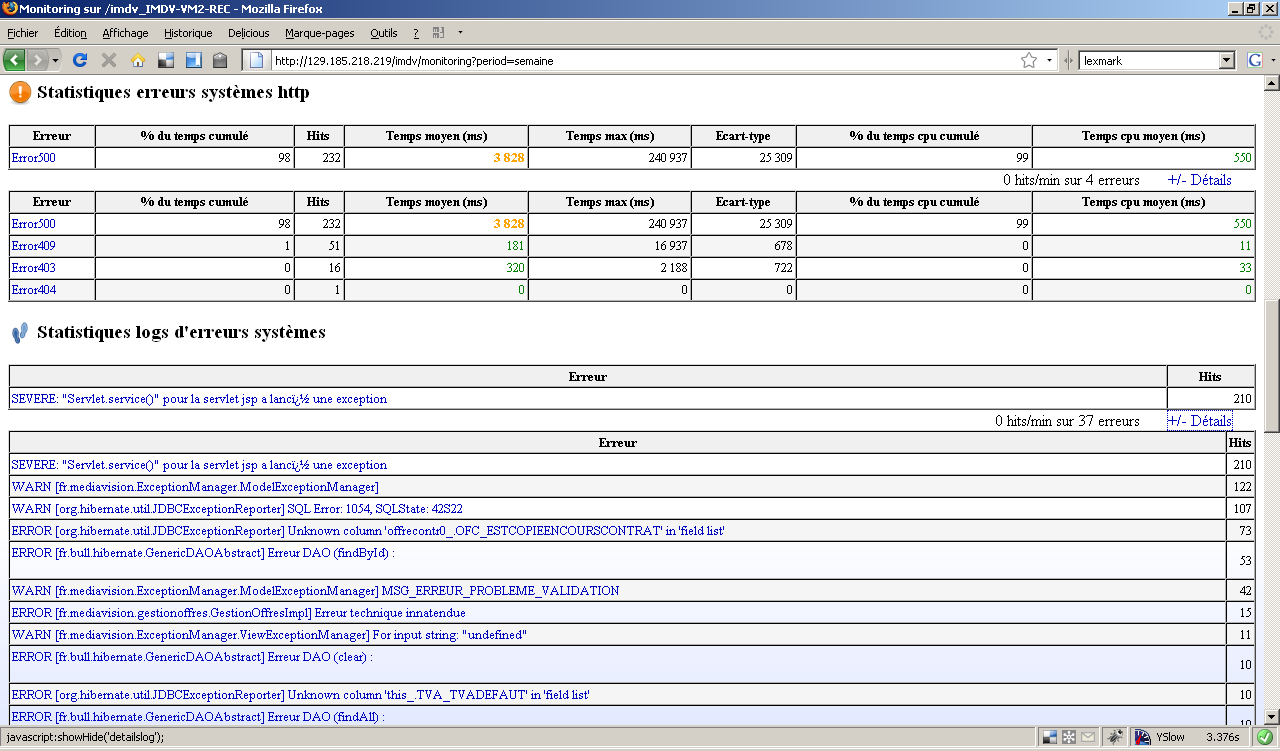 Monitoring sur /imdv_IMDV-VM2-REC - Mozilla Firefox
Fichier Édition Affichage Historique Delicious Marque-pages Outils ?
http://129.185.218.219/imdv/monitoring?period=semaine lexmark
Statistiques erreurs systèmes http
Erreur % du temps cumulé Hits Temps moyen (ms) Temps max (ms) Ecart-type % du temps cpu cumulé Temps cpu moyen (ms)
Error500 98 232 3 828 240 937 25 309 99 550
0 hits/min sur 4 erreurs +/- Détails
Erreur % du temps cumulé Hits Temps moyen (ms) Temps max (ms) Ecart-type % du temps cpu cumulé Temps cpu moyen (ms)
Error500 98 232 3 828 240 937 25 309 99 550
Error409 1 51 181 16 937 678 0 11
Error403 0 16 320 2 188 722 0 33
Error404 0 1 0 0 0 0 0
Statistiques logs d'erreurs systèmes
Erreur Hits
SEVERE: "Servlet.service()" pour la servlet jsp a lancï¿½ une exception 210
0 hits/min sur 37 erreurs +/- Détails
Erreur Hits
SEVERE: "Servlet.service()" pour la servlet jsp a lancï¿½ une exception 210
WARN [fr.mediavision.ExceptionManager.ModelExceptionManager] 122
WARN [org.hibernate.util.JDBCExceptionReporter] SQL Error: 1054, SQLState: 42S22 107
ERROR [org.hibernate.util.JDBCExceptionReporter] Unknown column 'offrecontr0_.OFC_ESTCOPIEENCOURSCONTRAT' in 'field list' 73
ERROR [fr.bull.hibernate.GenericDAOAbstract] Erreur DAO (findById) : 53
WARN [fr.mediavision.ExceptionManager.ModelExceptionManager] MSG_ERREUR_PROBLEME_VALIDATION 42
ERROR [fr.mediavision.gestionoffres.GestionOffresImpl] Erreur technique innatendue 15
WARN [fr.mediavision.ExceptionManager.ViewExceptionManager] For input string: "undefined" 11
ERROR [fr.bull.hibernate.GenericDAOAbstract] Erreur DAO (clear) : 10
ERROR [org.hibernate.util.JDBCExceptionReporter] Unknown column 'this_.TVA_TVADEFAUT' in 'field list' 10
ERROR [fr.bull.hibernate.GenericDAOAbstract] Erreur DAO (findAll) : 10
javascript:showHide('detailslog'); YSlow 3.376s